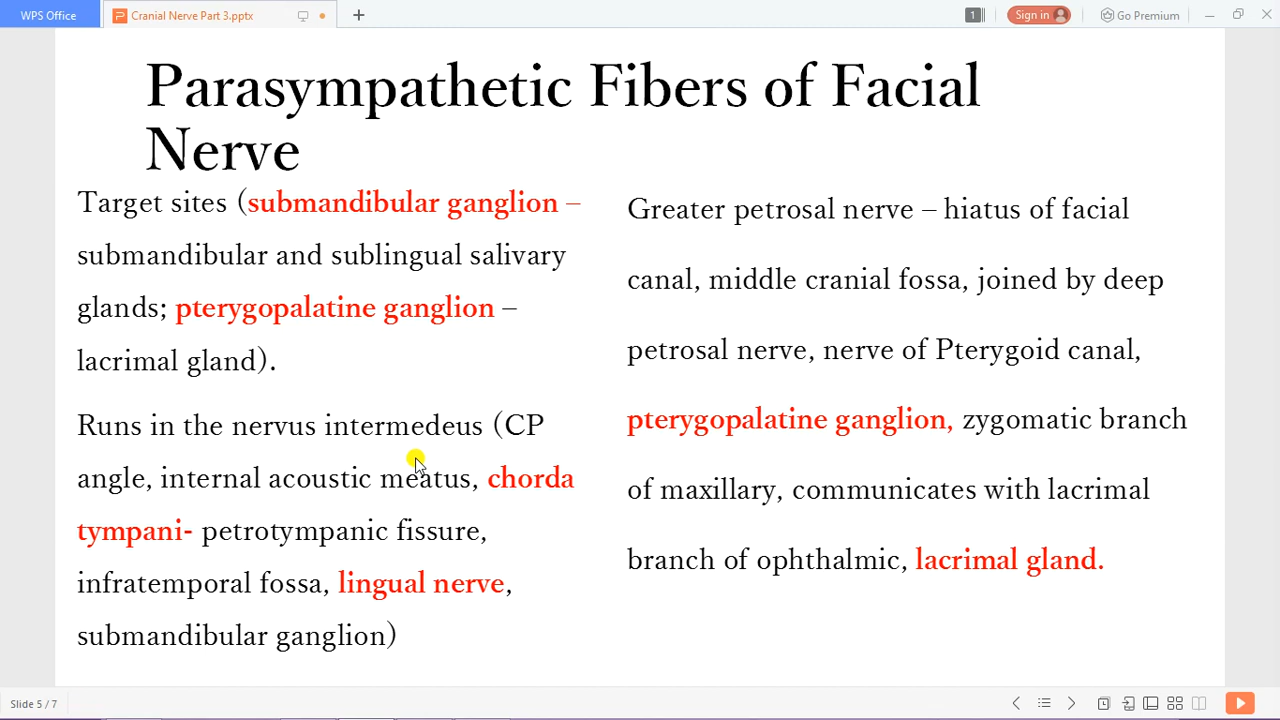 WPS Office
Cranial Nerve Part 3.pptx
1
Sign in
Go Premium
Parasympathetic Fibers of Facial
Nerve
Target sites (submandibular ganglion –
submandibular and sublingual salivary
glands; pterygopalatine ganglion –
lacrimal gland).
Runs in the nervus intermedeus (CP
angle, internal acoustic meatus, chorda
tympani- petrotympanic fissure,
infratemporal fossa, lingual nerve,
submandibular ganglion)
Greater petrosal nerve – hiatus of facial
canal, middle cranial fossa, joined by deep
petrosal nerve, nerve of Pterygoid canal,
pterygopalatine ganglion, zygomatic branch
of maxillary, communicates with lacrimal
branch of ophthalmic, lacrimal gland.
Slide 5 / 7